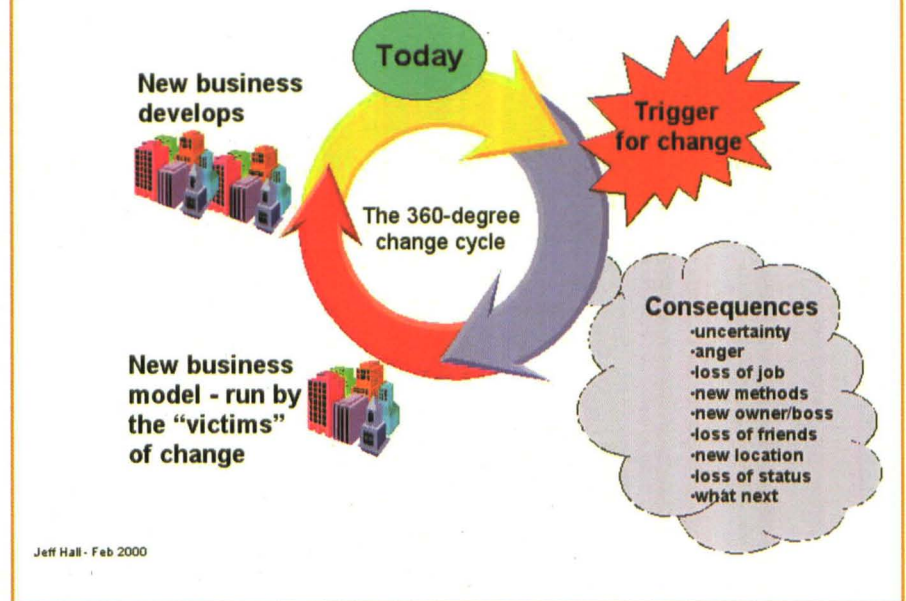 Today
New business
develops
Trigger
for change
The 360-degree
change cycle
Consequences
•uncertainty
•anger
•loss of job
•new methods
•new owner/boss
•loss of friends
•new location
•loss of status
•what next
New business
model - run by
the “victims”
of change
Jeff Hall - Feb 2000